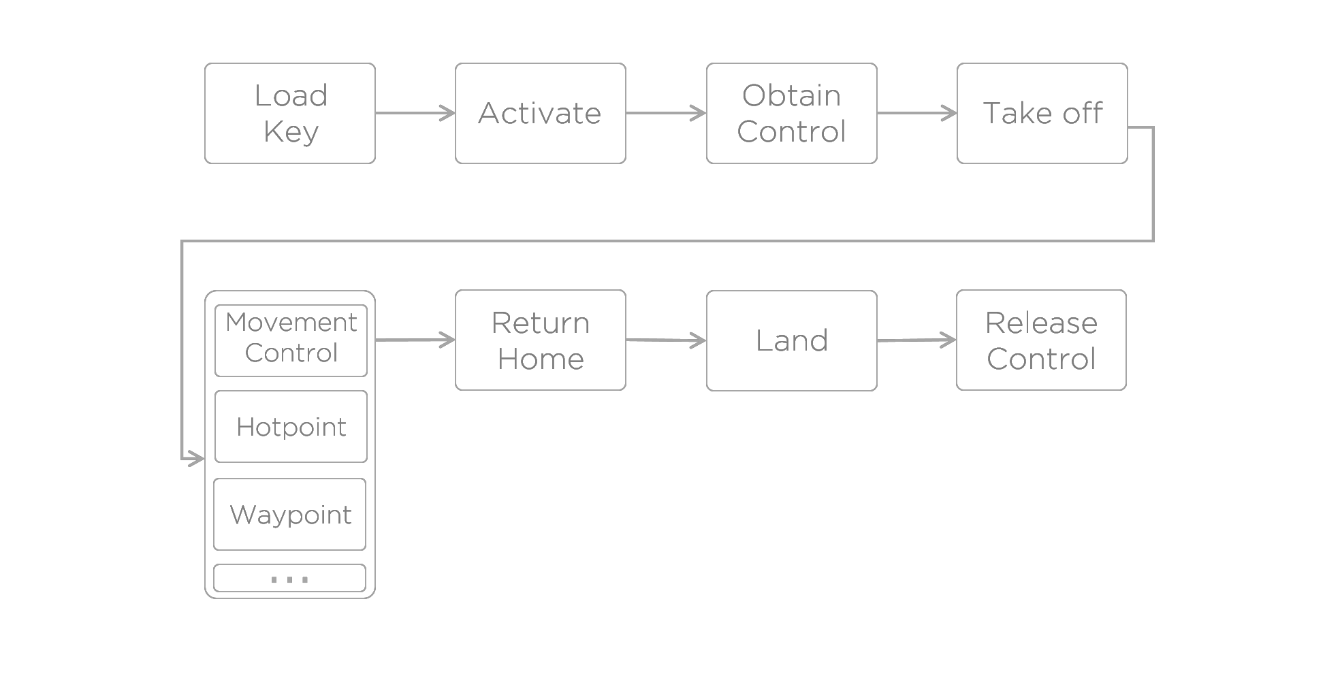 Load
Key
Activate
Obtain
Control
Take off
Movement
Control
Hotpoint
Waypoint
...
Return
Home
Land
Release
Control